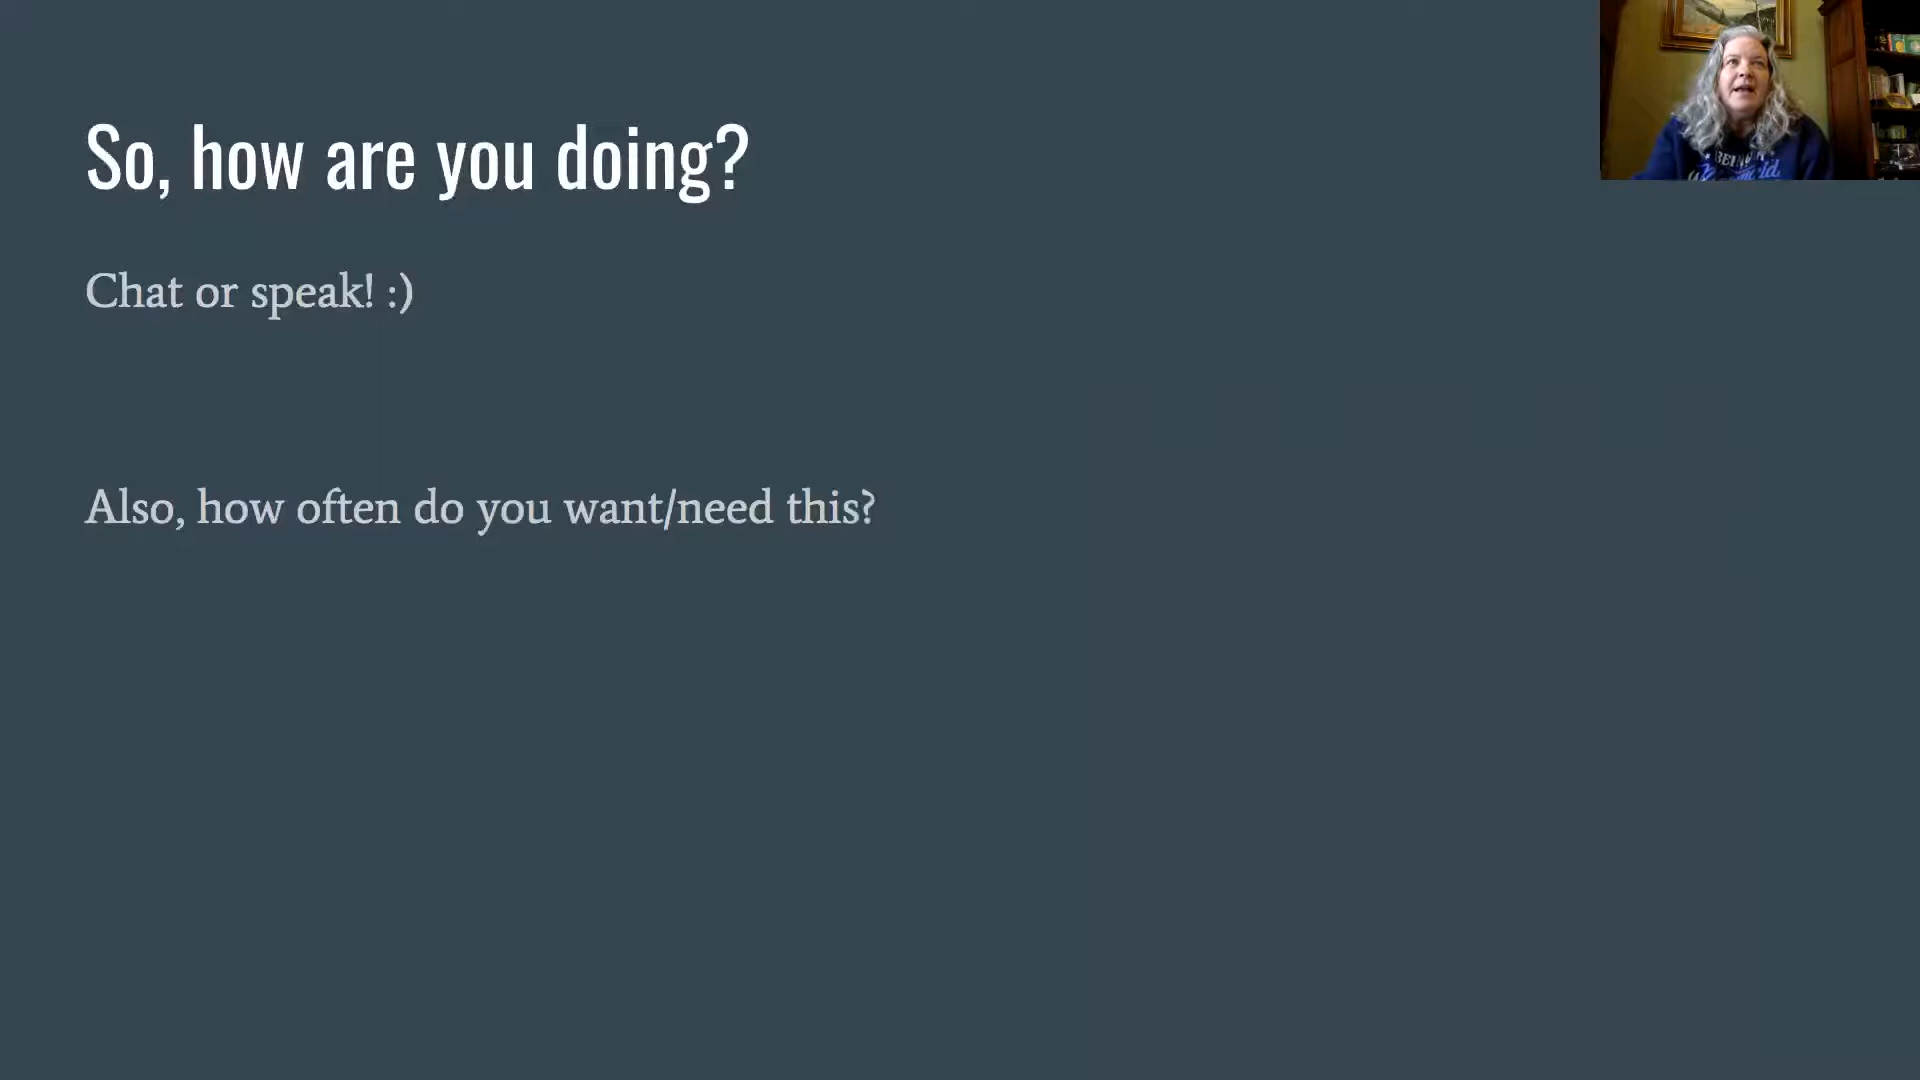 So, how are you doing?
Chat or speak! :)
Also, how often do you want/need this?